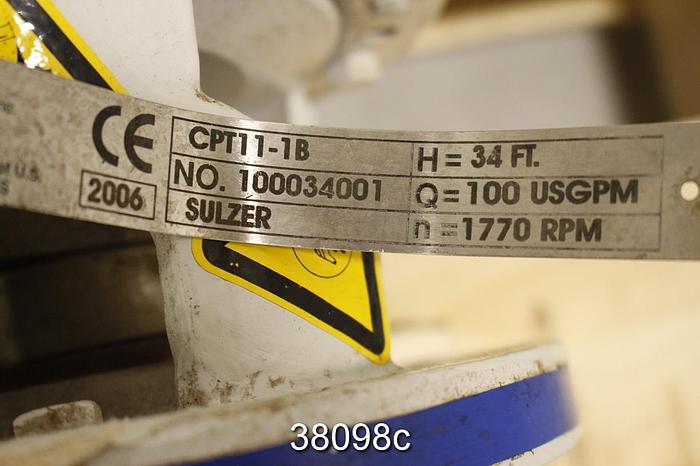 CE
2006
CPT11-1B
NO. 100034001
SULZER
H = 34 FT.
Q = 100 USGPM
n = 1770 RPM
38098c